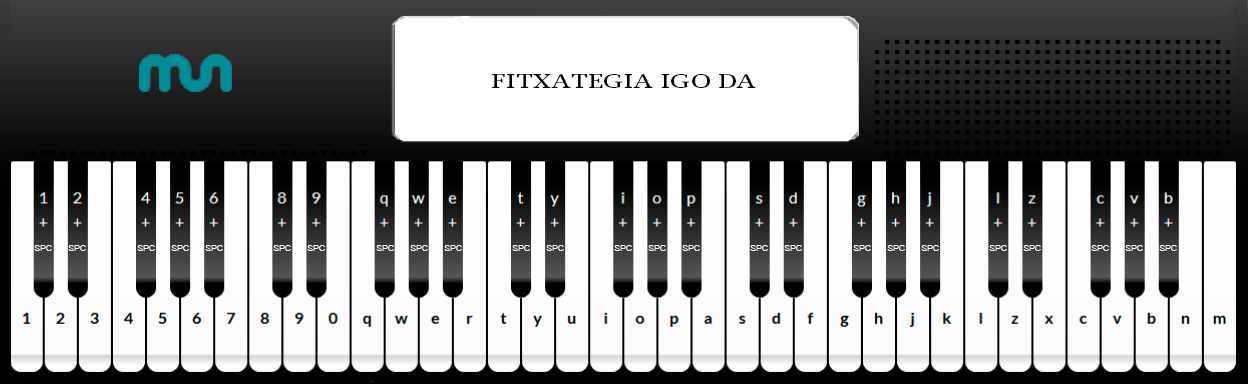 mun
FITXATEGIA IGO DA
1 2 4 5 6 8 9 q w e t y i o p s d g h j l z c v b
+ + + + + + + + + + + + + + + + + + + + + + + + +
SPC SPC SPC SPC SPC SPC SPC SPC SPC SPC SPC SPC SPC SPC SPC SPC SPC SPC SPC SPC SPC SPC SPC SPC SPC
1 2 3 4 5 6 7 8 9 0 q w e r t y u i o p a s d f g h j k l z x c v b n m